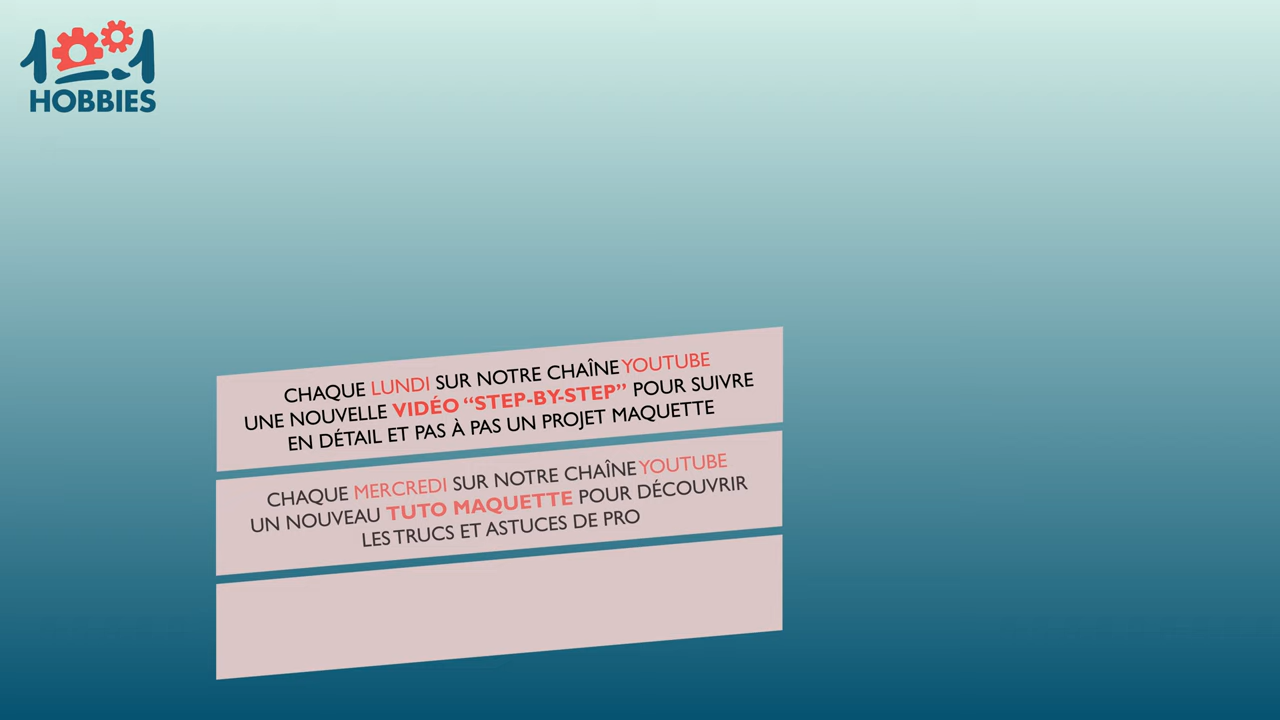 1001
HOBBIES
CHAQUE LUNDI SUR NOTRE CHAÎNE YOUTUBE
UNE NOUVELLE VIDÉO “STEP-BY-STEP” POUR SUIVRE
EN DÉTAIL ET PAS À PAS UN PROJET MAQUETTE
CHAQUE MERCREDI SUR NOTRE CHAÎNE YOUTUBE
UN NOUVEAU TUTO MAQUETTE POUR DÉCOUVRIR
LES TRUCS ET ASTUCES DE PRO